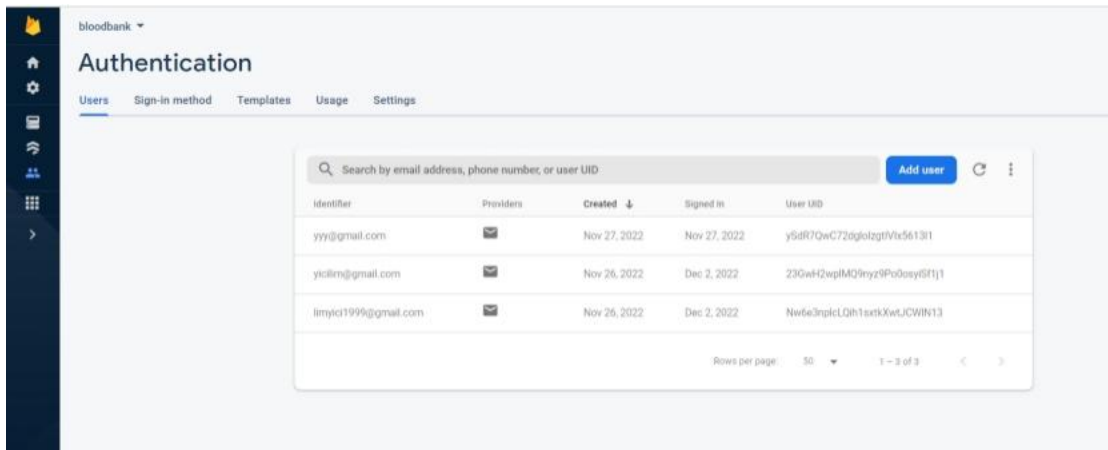 bloodbank
Authentication
Users Sign-in method Templates Usage Settings
Search by email address, phone number, or user UID Add user
Identifier Providers Created Signed In User UID
yyy@gmail.com Nov 27, 2022 Nov 27, 2022
yicilim@gmail.com Nov 26, 2022 Dec 2, 2022
limyici1999@gmail.com Nov 26, 2022 Dec 2, 2022
Rows per page: 50 1 – 3 of 3